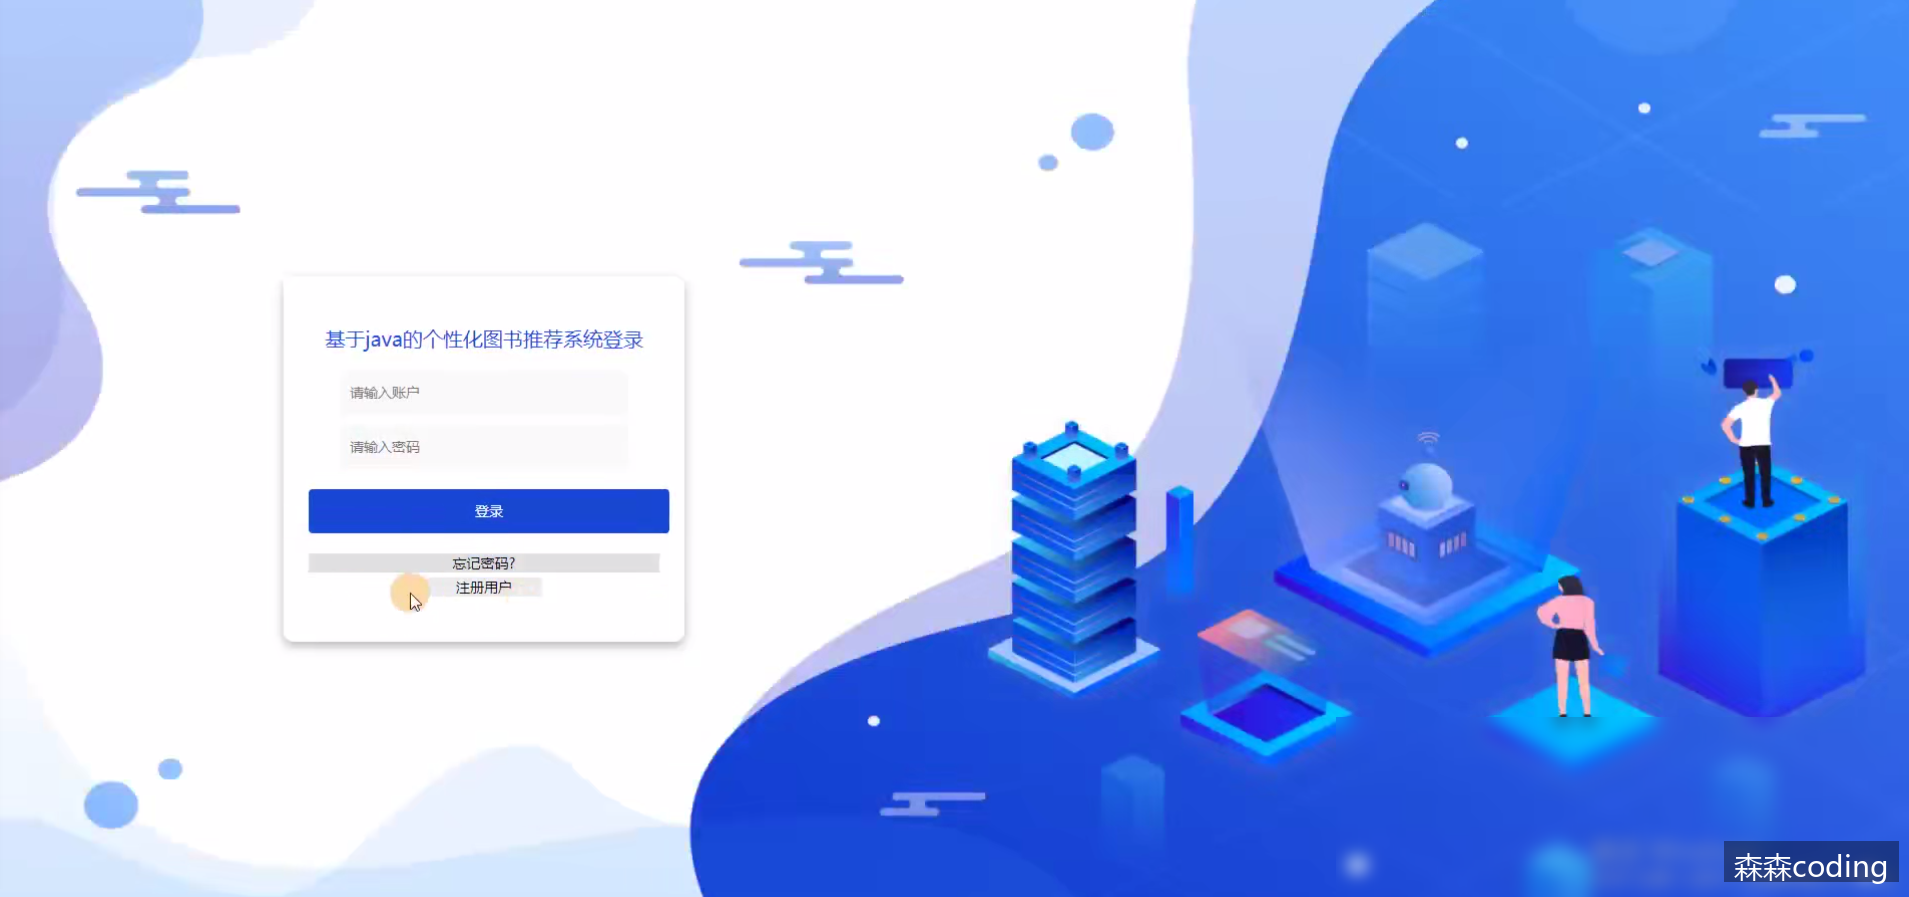 基于java的个性化图书推荐系统登录
请输入账户
请输入密码
登录
忘记密码?
注册用户
森森coding